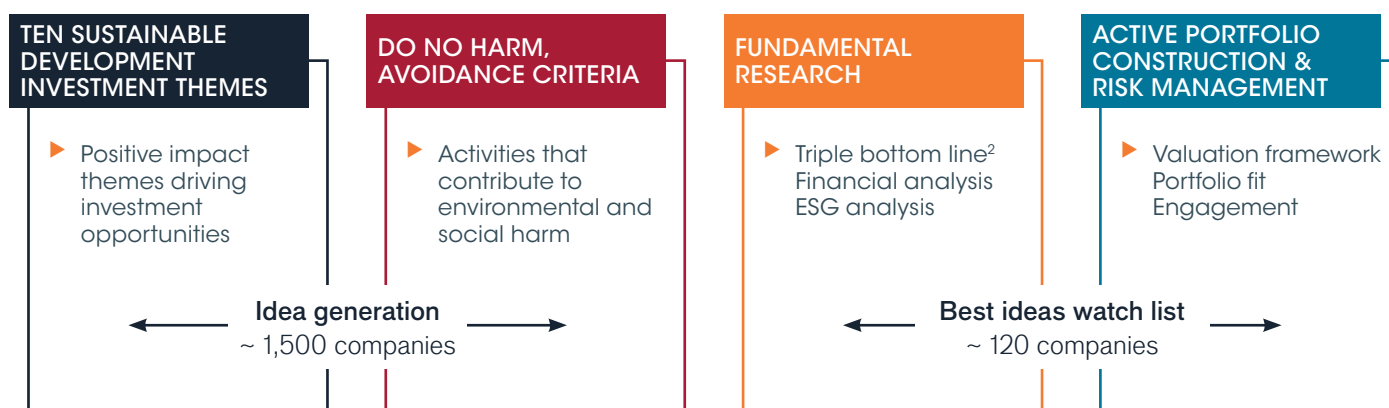 TEN SUSTAINABLE
DEVELOPMENT
INVESTMENT THEMES
Positive impact
themes driving
investment
opportunities
DO NO HARM,
AVOIDANCE CRITERIA
Activities that
contribute to
environmental and
social harm
Idea generation
~ 1,500 companies
FUNDAMENTAL
RESEARCH
Triple bottom line²
Financial analysis
ESG analysis
ACTIVE PORTFOLIO
CONSTRUCTION &
RISK MANAGEMENT
Valuation framework
Portfolio fit
Engagement
Best ideas watch list
~ 120 companies